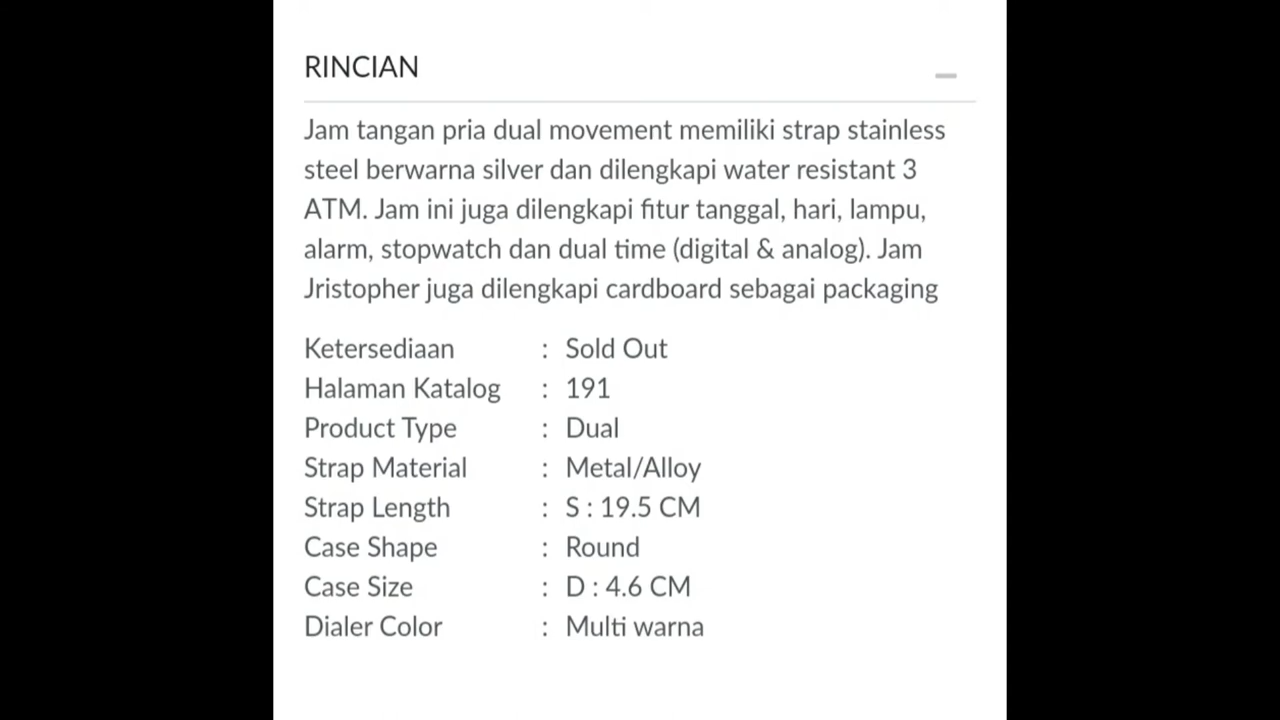 RINCIAN
Jam tangan pria dual movement memiliki strap stainless
steel berwarna silver dan dilengkapi water resistant 3
ATM. Jam ini juga dilengkapi fitur tanggal, hari, lampu,
alarm, stopwatch dan dual time (digital & analog). Jam
Jristopher juga dilengkapi cardboard sebagai packaging
Ketersediaan : Sold Out
Halaman Katalog : 191
Product Type : Dual
Strap Material : Metal/Alloy
Strap Length : S : 19.5 CM
Case Shape : Round
Case Size : D : 4.6 CM
Dialer Color : Multi warna